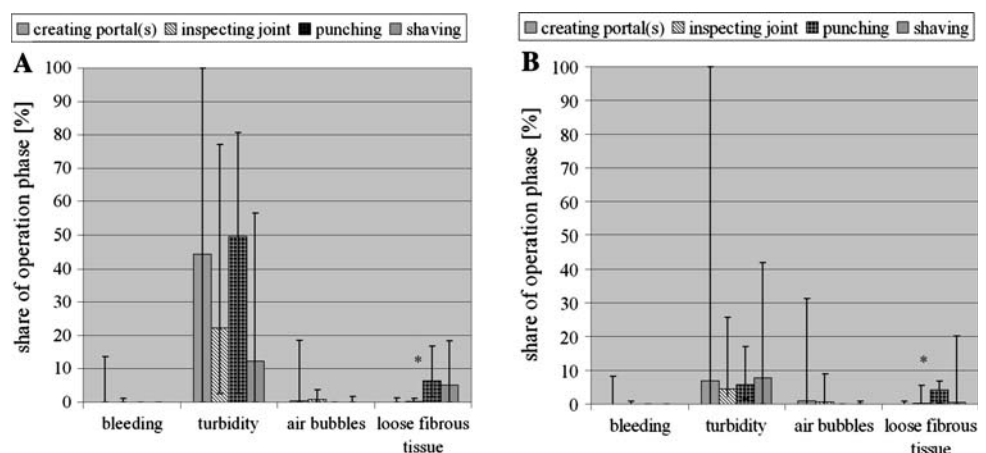 creating portal(s) inspecting joint punching shaving
A
share of operation phase [%]
100
90
80
70
60
50
40
30
20
10
0
*
bleeding turbidity air bubbles loose fibrous
tissue
creating portal(s) inspecting joint punching shaving
B
share of operation phase [%]
100
90
80
70
60
50
40
30
20
10
0
*
bleeding turbidity air bubbles loose fibrous
tissue